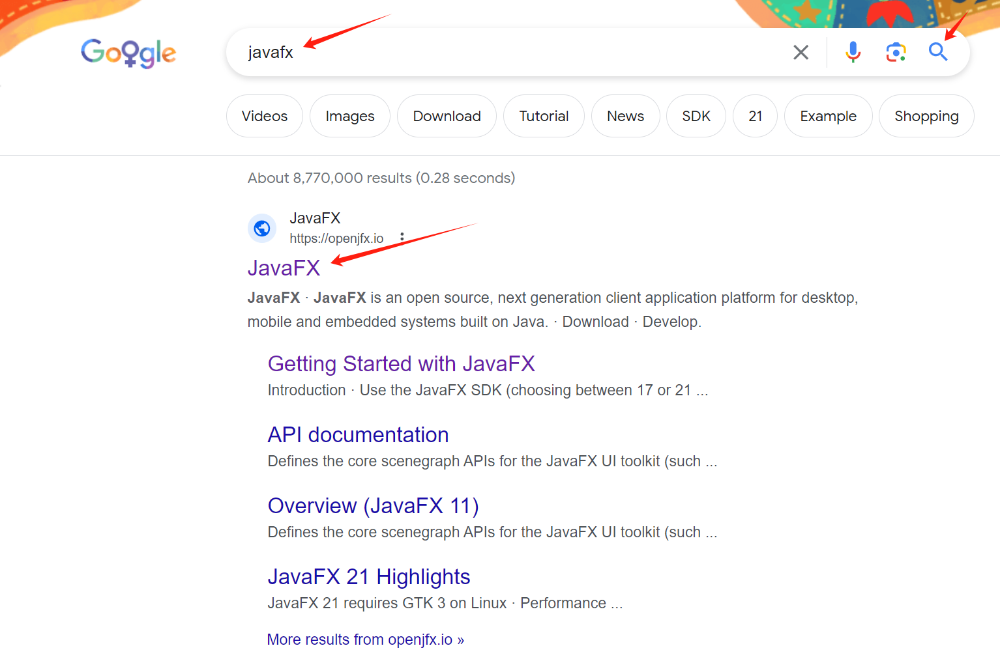 Google
javafx
Videos Images Download Tutorial News SDK 21 Example Shopping
About 8,770,000 results (0.28 seconds)
JavaFX
https://openjfx.io
JavaFX
JavaFX · JavaFX is an open source, next generation client application platform for desktop,
mobile and embedded systems built on Java. · Download · Develop.
Getting Started with JavaFX
Introduction · Use the JavaFX SDK (choosing between 17 or 21 ...
API documentation
Defines the core scenegraph APIs for the JavaFX UI toolkit (such ...
Overview (JavaFX 11)
Defines the core scenegraph APIs for the JavaFX UI toolkit (such ...
JavaFX 21 Highlights
JavaFX 21 requires GTK 3 on Linux · Performance ...
More results from openjfx.io »